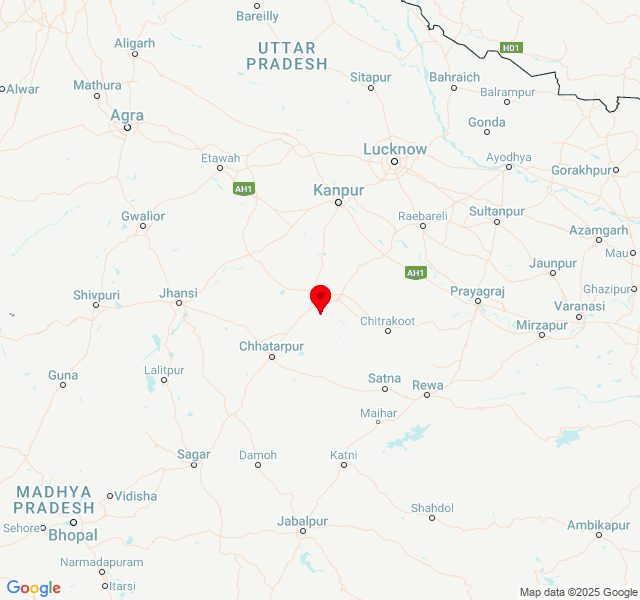 Bareilly
Aligarh
UTTAR
PRADESH
H01
Alwar
Mathura
Sitapur
Bahraich
Balrampur
Agra
Gonda
Lucknow
Etawah
Ayodhya
Gorakhpur
AH1
Kanpur
Gwalior
Raebareli
Sultanpur
Azamgarh
Mau
AH1
Jaunpur
Shivpuri
Jhansi
Prayagraj
Ghazipur
Varanasi
Chitrakoot
Mirzapur
Chhatarpur
Guna
Lalitpur
Satna
Rewa
Maihar
Sagar
Damoh
Katni
MADHYA
PRADESH
Vidisha
Sehore
Bhopal
Shahdol
Jabalpur
Ambikapur
Narmadapuram
Itarsi
Google
Map data ©2025 Google